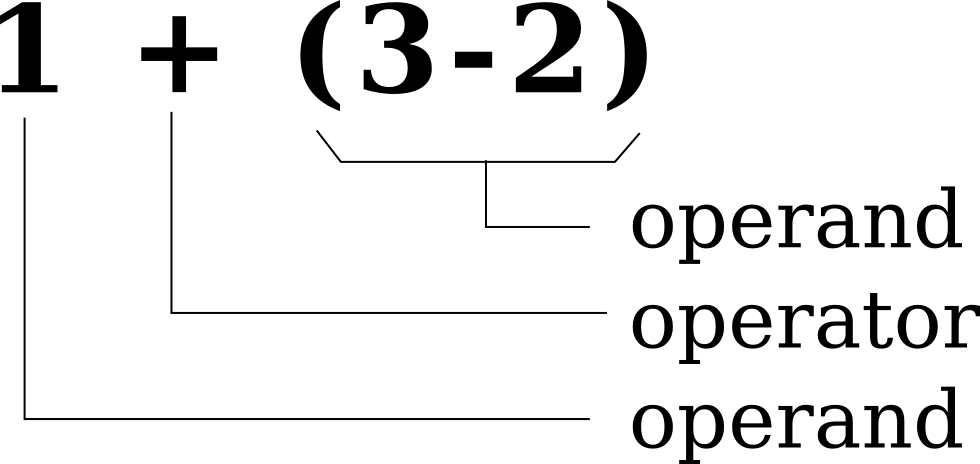 1 + (3-2)
operand
operator
operand